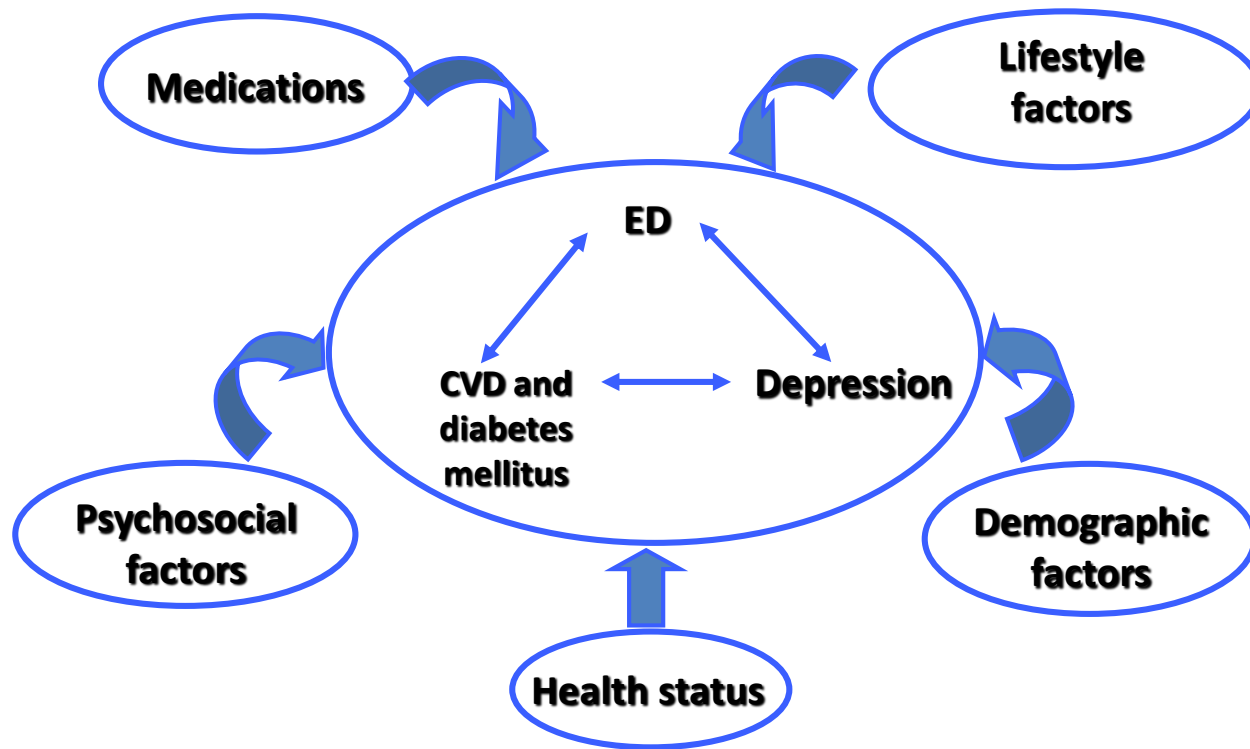 Medications
Lifestyle
factors
ED
CVD and
diabetes
mellitus
Depression
Psychosocial
factors
Demographic
factors
Health status